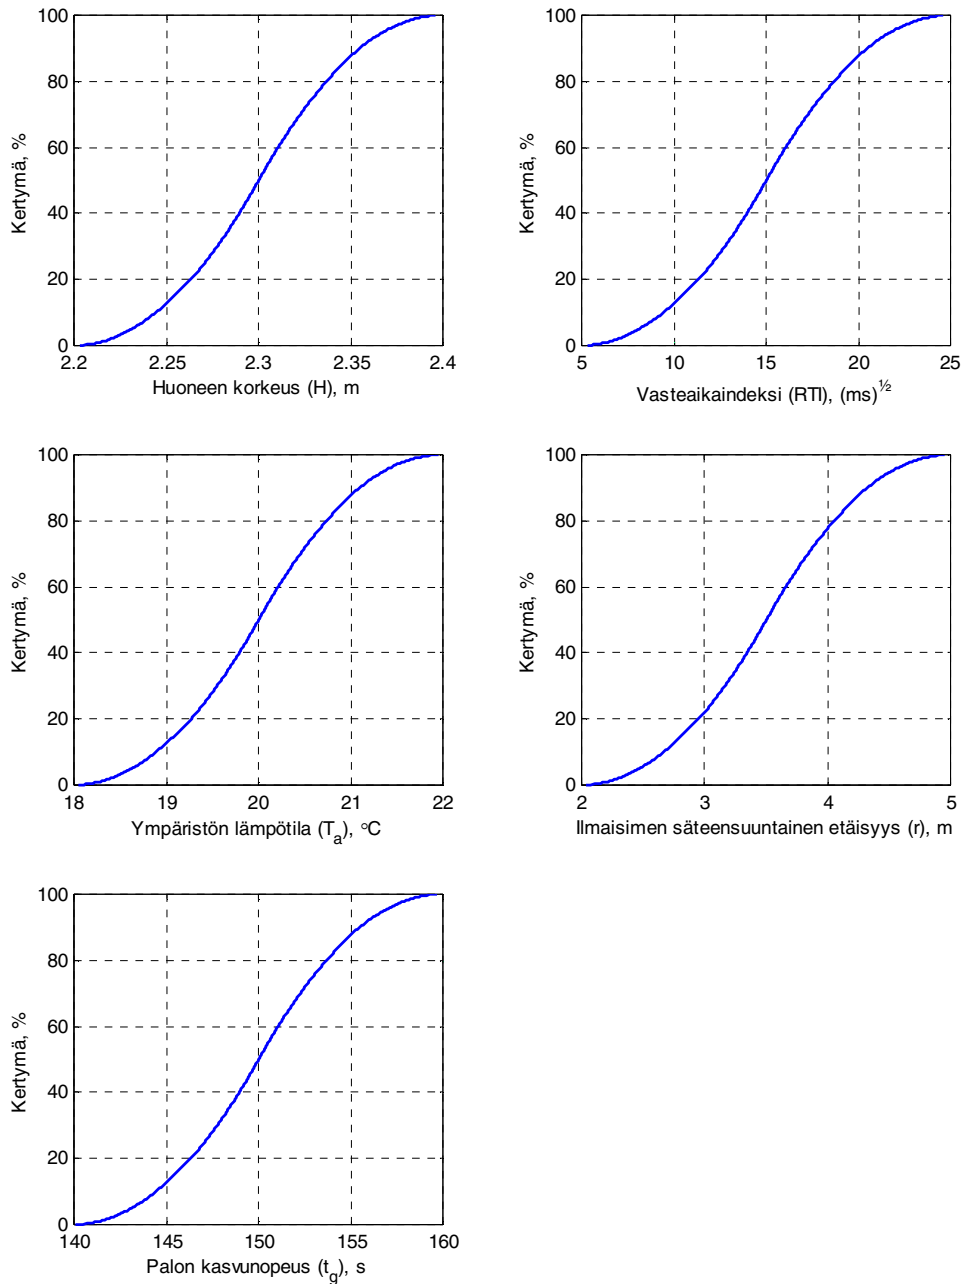 100
80
60
40
20
0
Kertymä, %
2.2 2.25 2.3 2.35 2.4
Huoneen korkeus (H), m
100
80
60
40
20
0
Kertymä, %
5 10 15 20 25
Vasteaikaindeksi (RTI), (ms)½
100
80
60
40
20
0
Kertymä, %
18 19 20 21 22
Ympäristön lämpötila (Ta), °C
100
80
60
40
20
0
Kertymä, %
2 3 4 5
Ilmaisimen säteensuuntainen etäisyys (r), m
100
80
60
40
20
0
Kertymä, %
140 145 150 155 160
Palon kasvunopeus (tg), s